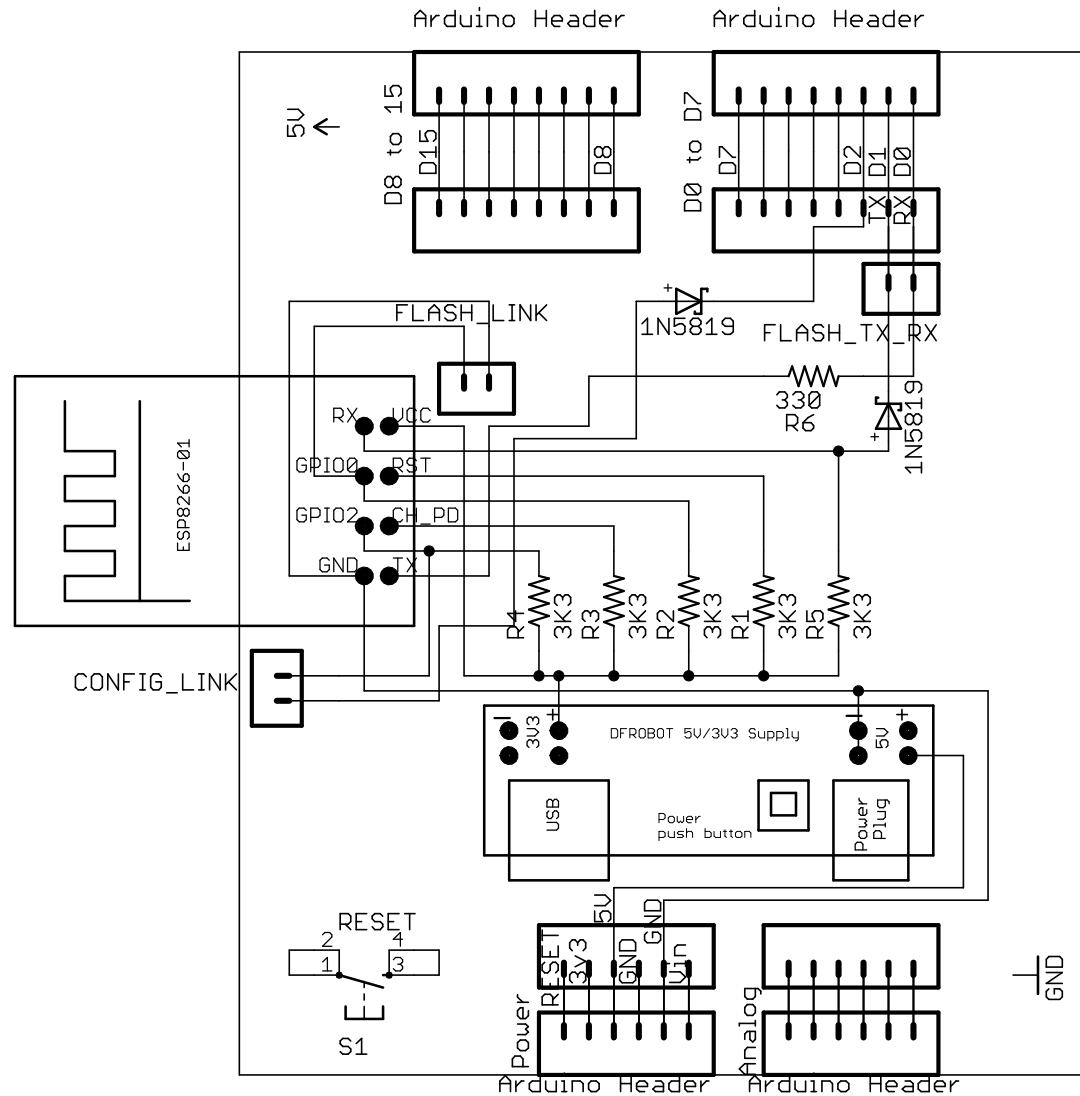 Arduino Header
Arduino Header
5V
D8 to 15
D15
D8
D0 to D7
D7
D2
D1
D0
TX
RX
FLASH_LINK
1N5819
FLASH_TX_RX
330
R6
1N5819
ESP8266-01
RX
VCC
GPIO0
RST
GPIO2
CH_PD
GND
TX
R4
3K3
R3
3K3
R2
3K3
R1
3K3
R5
3K3
CONFIG_LINK
- 3V3 +
DFROBOT 5V/3V3 Supply
- 5V +
USB
Power
push button
Power
Plug
RESET
2
4
1
3
S1
5V
GND
RESET
3v3
GND
Vin
Power
Analog
GND
Arduino Header
Arduino Header